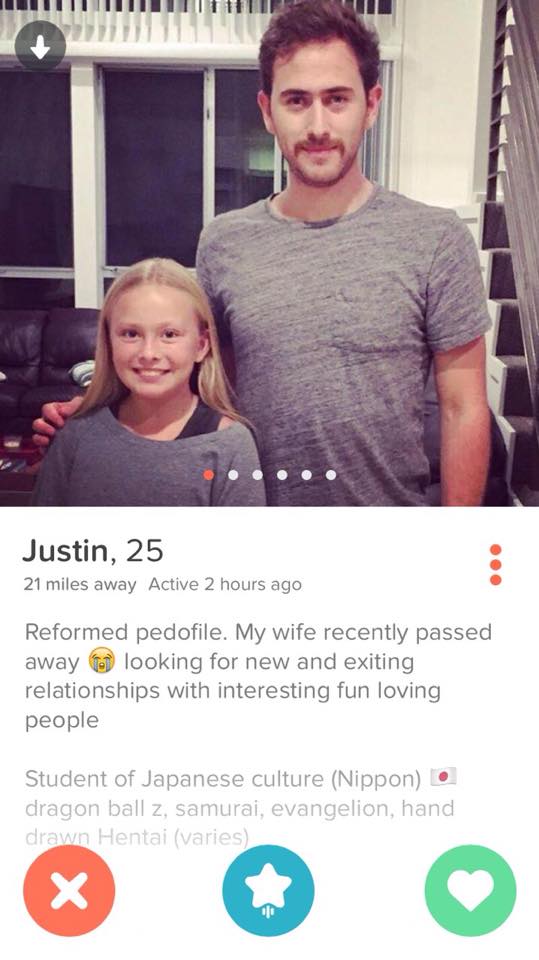 Justin, 25
21 miles away Active 2 hours ago
Reformed pedofile. My wife recently passed
away 😭 looking for new and exiting
relationships with interesting fun loving
people
Student of Japanese culture (Nippon) 🇯🇵
dragon ball z, samurai, evangelion, hand
drawn Hentai (varies)